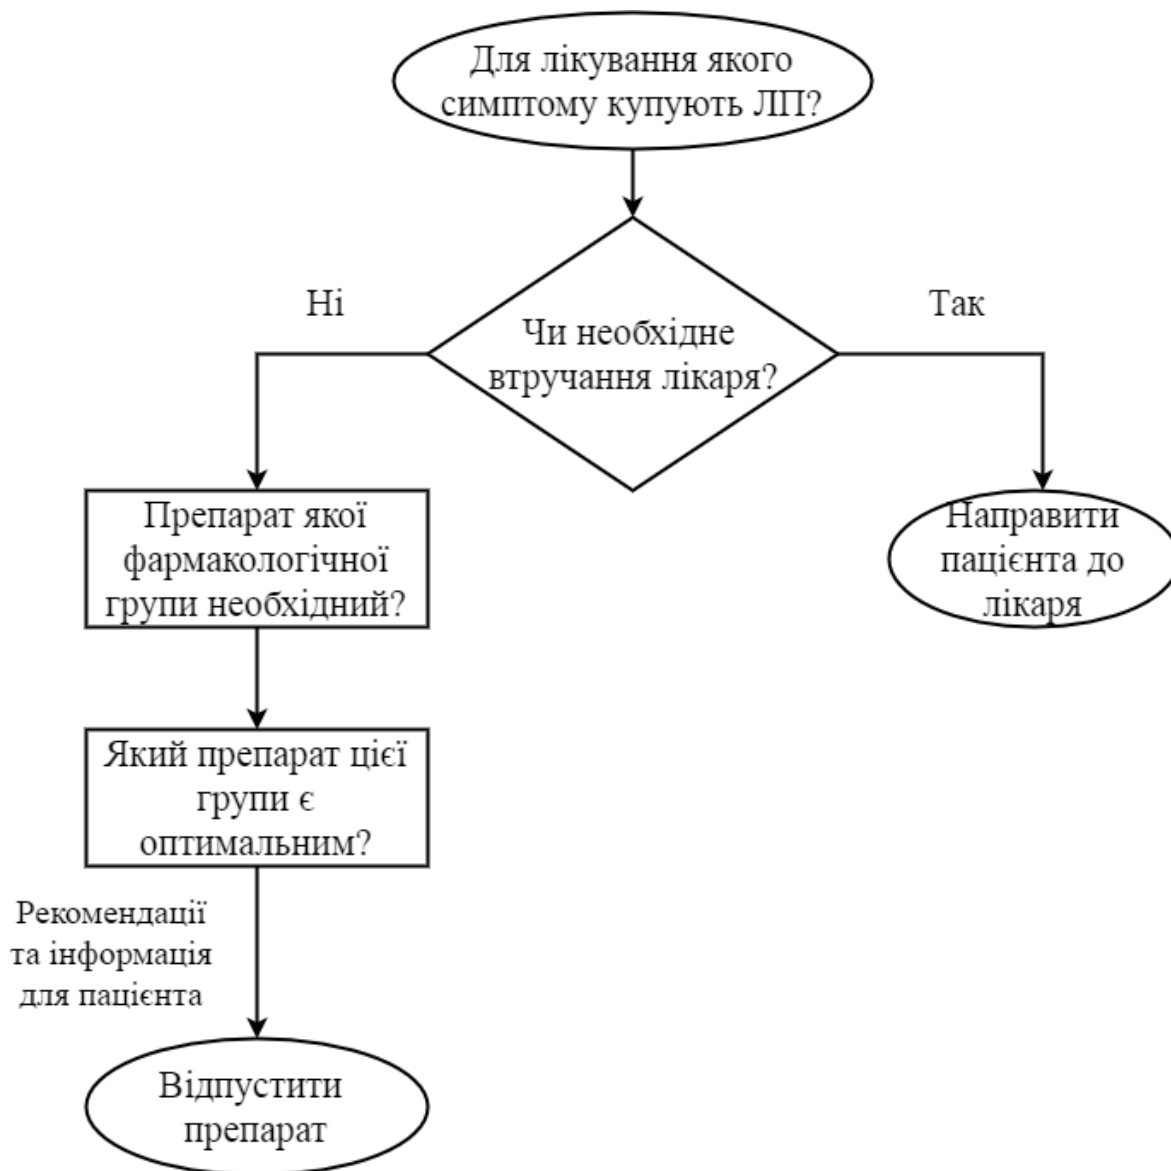 Для лікування якого
симптому купують ЛП?
Ні
Так
Чи необхідне
втручання лікаря?
Препарат якої
фармакологічної
групи необхідний?
Направити
пацієнта до
лікаря
Який препарат цієї
групи є
оптимальним?
Рекомендації
та інформація
для пацієнта
Відпустити
препарат